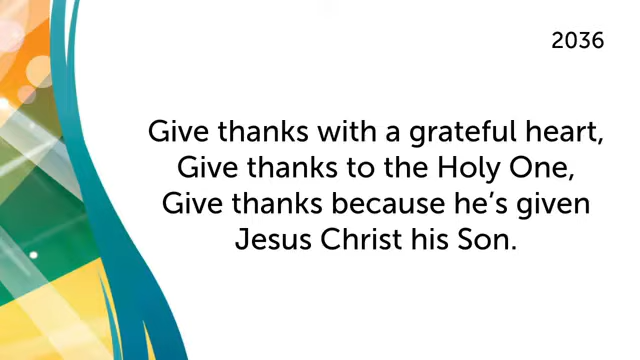 2036
Give thanks with a grateful heart,
Give thanks to the Holy One,
Give thanks because he’s given
Jesus Christ his Son.